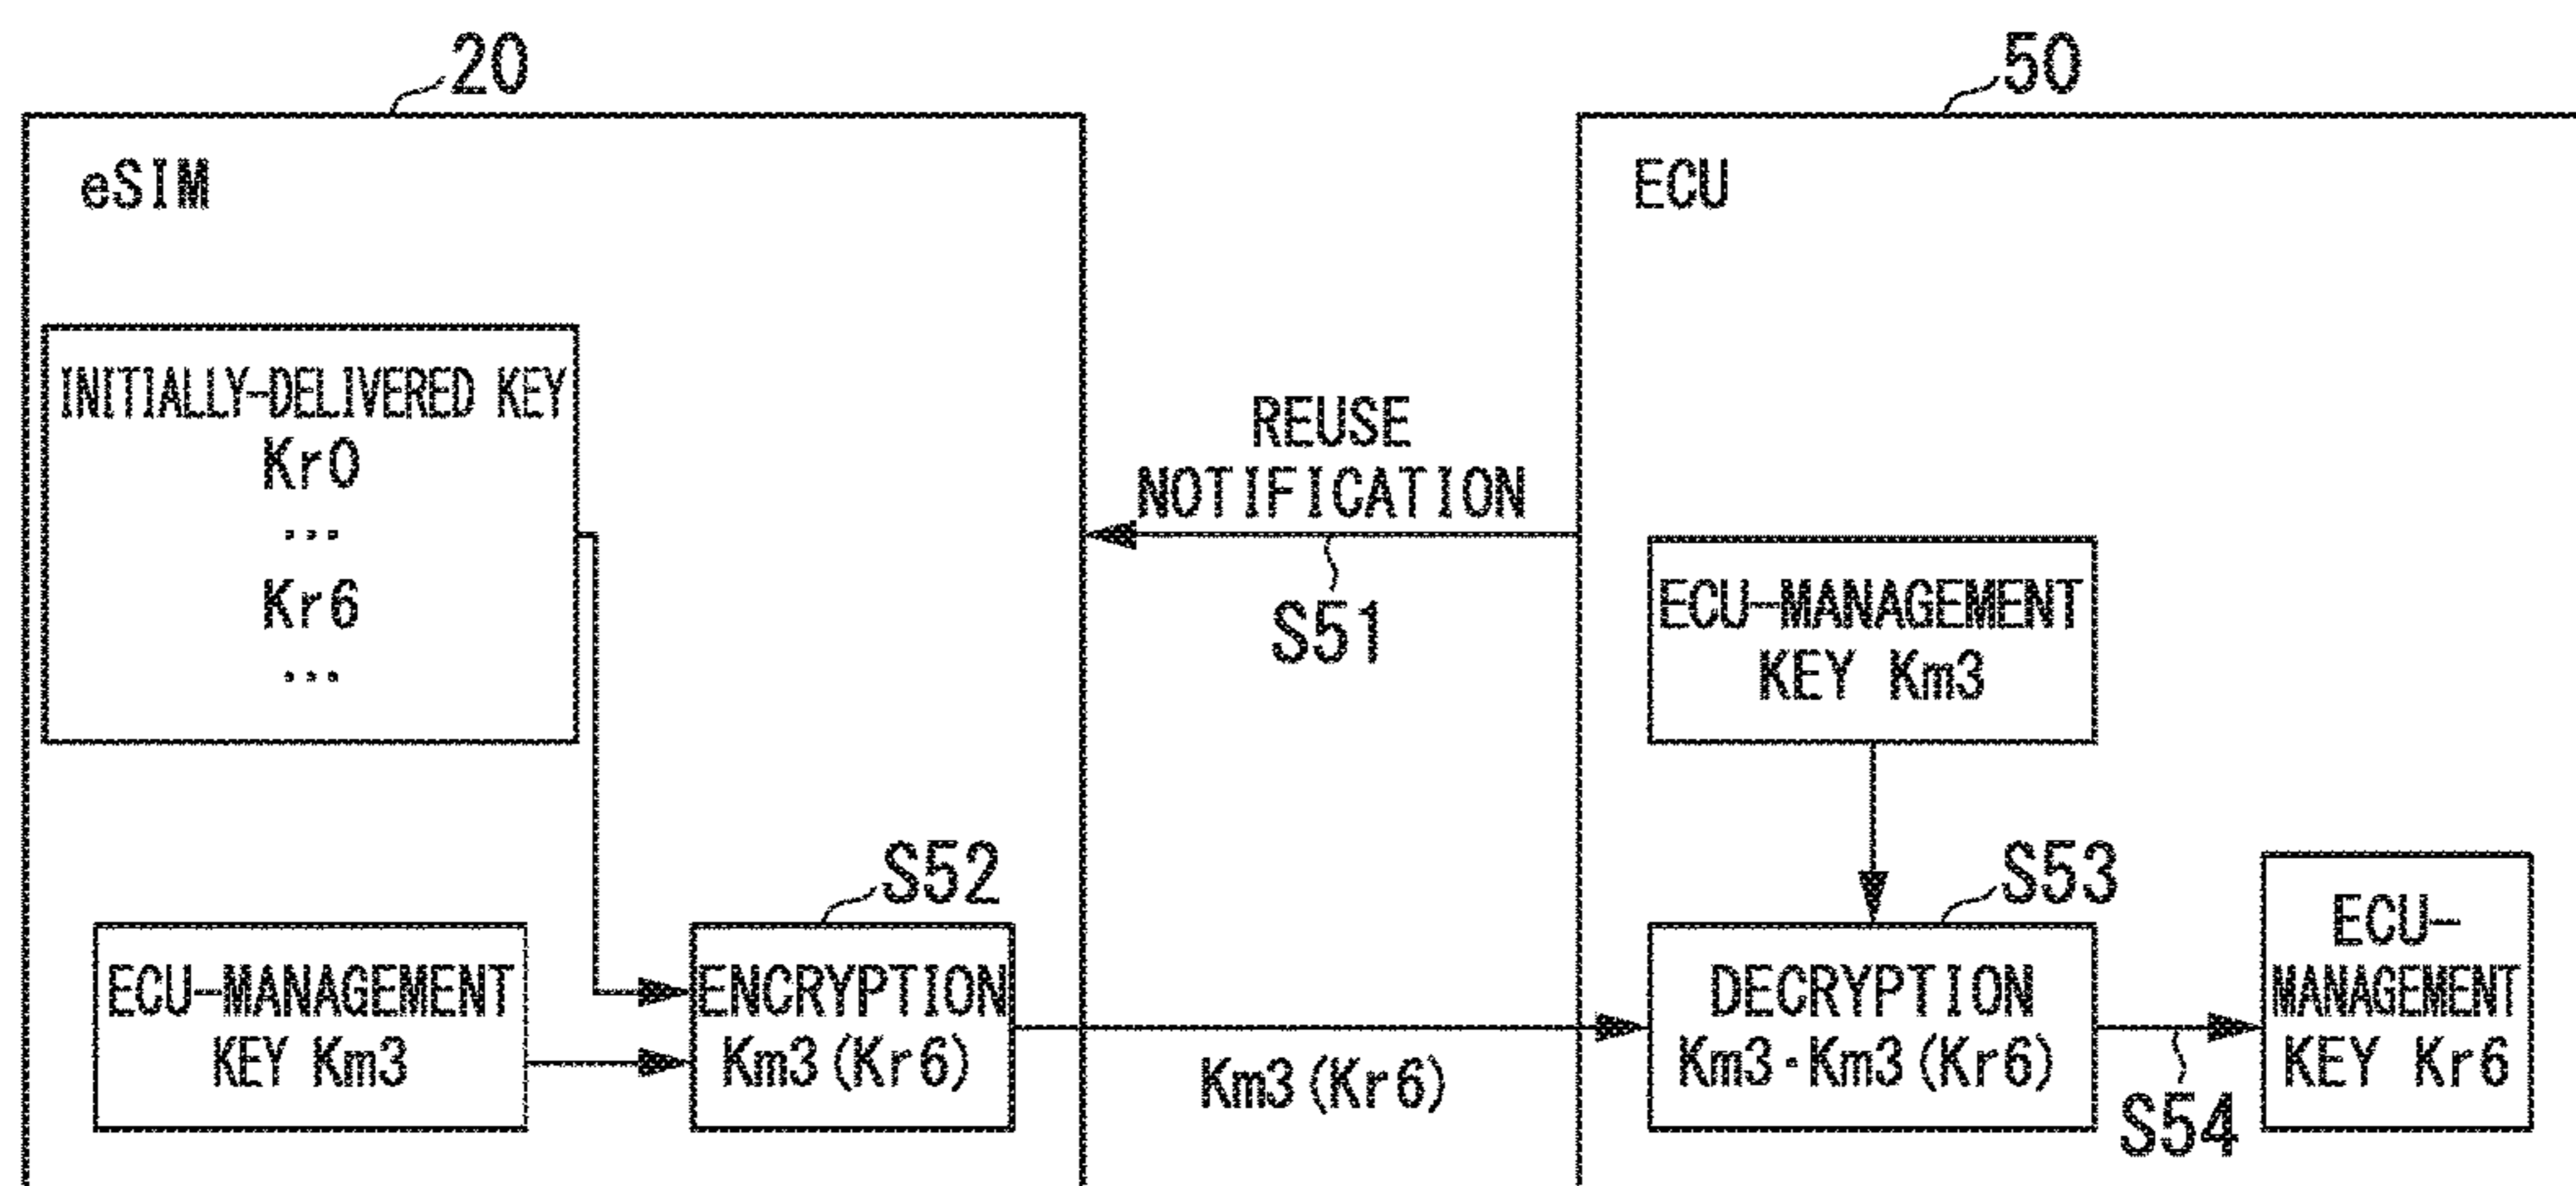 20
50
eSIM
ECU
INITIALLY-DELIVERED KEY
Kr0
...
Kr6
...
REUSE
NOTIFICATION
S51
ECU-MANAGEMENT
KEY Km3
S52
S53
ECU-MANAGEMENT
KEY Km3
ENCRYPTION
Km3(Kr6)
Km3(Kr6)
DECRYPTION
Km3·Km3(Kr6)
S54
ECU-
MANAGEMENT
KEY Kr6